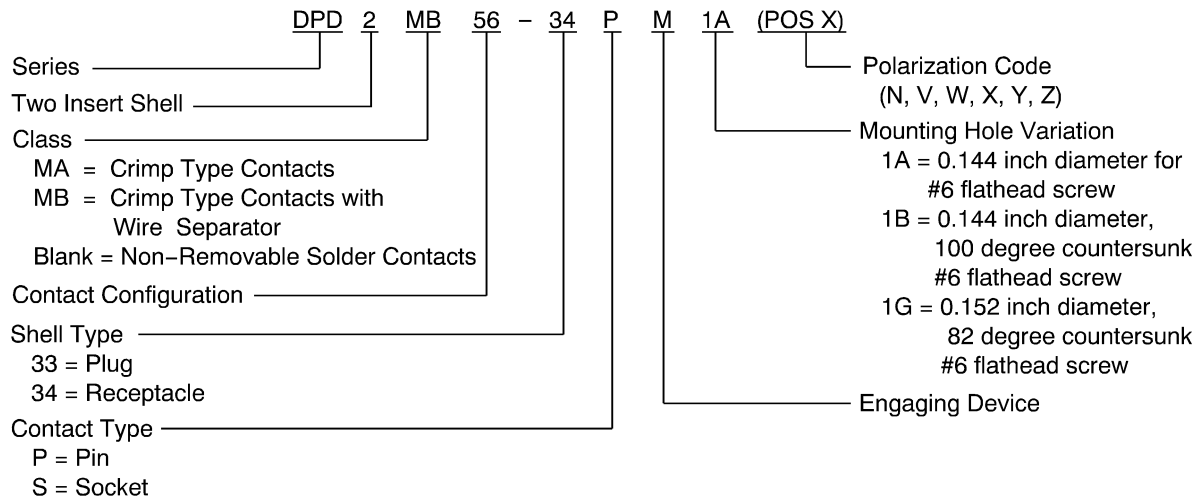 DPD 2 MB 56 – 34 P M 1A (POS X)
Series
Two Insert Shell
Class
MA = Crimp Type Contacts
MB = Crimp Type Contacts with
Wire Separator
Blank = Non–Removable Solder Contacts
Contact Configuration
Shell Type
33 = Plug
34 = Receptacle
Contact Type
P = Pin
S = Socket
Polarization Code
(N, V, W, X, Y, Z)
Mounting Hole Variation
1A = 0.144 inch diameter for
#6 flathead screw
1B = 0.144 inch diameter,
100 degree countersunk
#6 flathead screw
1G = 0.152 inch diameter,
82 degree countersunk
#6 flathead screw
Engaging Device